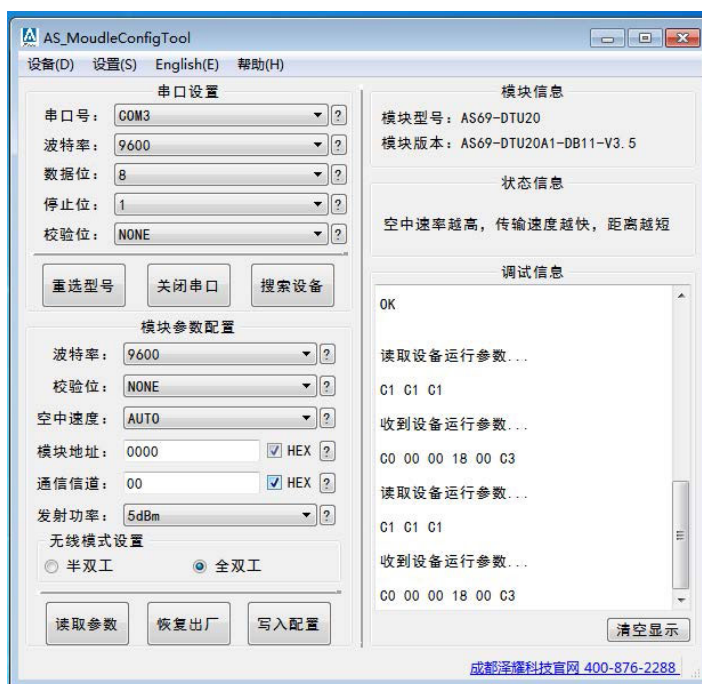 AS_MoudleConfigTool
设备(D) 设置(S) English(E) 帮助(H)
串口设置
串口号: COM3 ?
波特率: 9600 ?
数据位: 8 ?
停止位: 1 ?
校验位: NONE ?
重选型号 关闭串口 搜索设备
模块参数配置
波特率: 9600 ?
校验位: NONE ?
空中速度: AUTO ?
模块地址: 0000 HEX ?
通信信道: 00 HEX ?
发射功率: 5dBm ?
无线模式设置
半双工 全双工
读取参数 恢复出厂 写入配置
模块信息
模块型号: AS69-DTU20
模块版本: AS69-DTU20A1-DB11-V3.5
状态信息
空中速率越高, 传输速度越快, 距离越短
调试信息
OK
读取设备运行参数...
C1 C1 C1
收到设备运行参数...
C0 00 00 18 00 C3
读取设备运行参数...
C1 C1 C1
收到设备运行参数...
C0 00 00 18 00 C3
清空显示
成都泽耀科技官网 400-876-2288